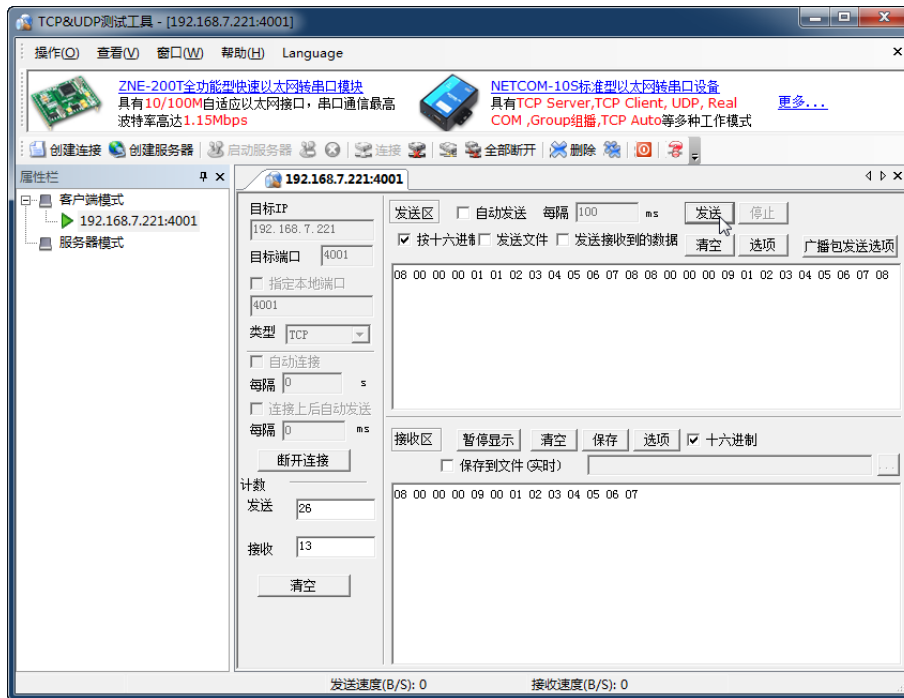 TCP&UDP测试工具 - [192.168.7.221:4001]
操作(O) 查看(V) 窗口(W) 帮助(H) Language
ZNE-200T全功能型快速以太网转串口模块
具有10/100M自适应以太网接口，串口通信最高
波特率高达1.15Mbps
NETCOM-10S标准型以太网转串口设备
具有TCP Server,TCP Client, UDP, Real
COM ,Group组播,TCP Auto等多种工作模式
更多...
创建连接 创建服务器 启动服务器 连接 全部断开 删除
属性栏
客户端模式
192.168.7.221:4001
服务器模式
192.168.7.221:4001
目标IP
192.168.7.221
目标端口 4001
指定本地端口
4001
类型 TCP
自动连接
每隔 0 s
连接上后自动发送
每隔 0 ms
断开连接
计数
发送 26
接收 13
清空
发送区 自动发送 每隔 100 ms 发送 停止
按十六进制 发送文件 发送接收到的数据 清空 选项 广播包发送选项
08 00 00 00 01 01 02 03 04 05 06 07 08 08 00 00 00 09 01 02 03 04 05 06 07 08
接收区 暂停显示 清空 保存 选项 十六进制
保存到文件(实时) ...
08 00 00 00 09 00 01 02 03 04 05 06 07
发送速度(B/S): 0 接收速度(B/S): 0